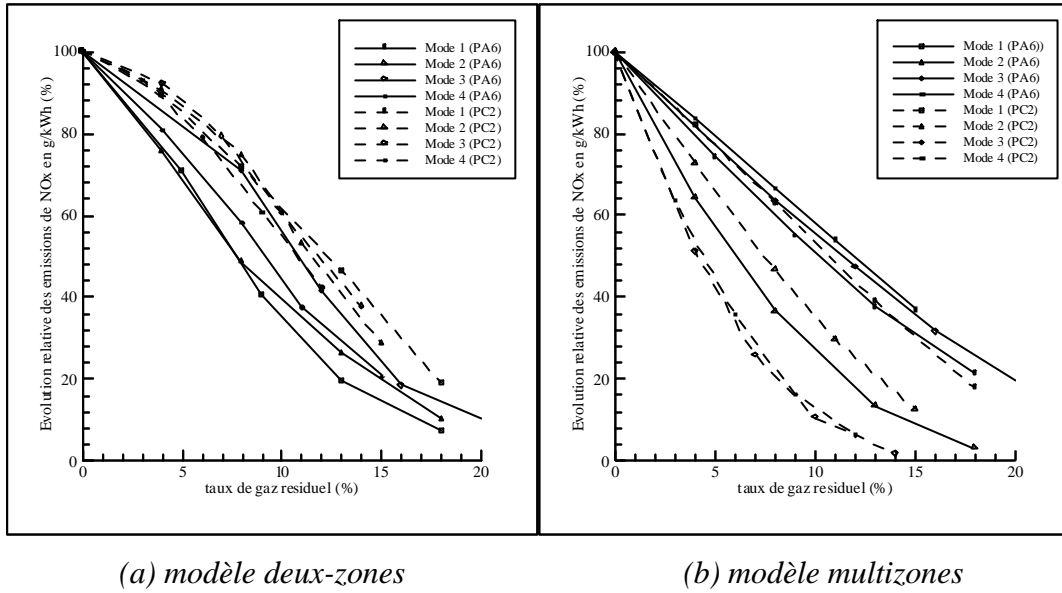 Evolution relative des emissions de NOx en g/kWh (%)
100
80
60
40
20
0
0 5 10 15 20
taux de gaz residuel (%)
Mode 1 (PA6)
Mode 2 (PA6)
Mode 3 (PA6)
Mode 4 (PA6)
Mode 1 (PC2)
Mode 2 (PC2)
Mode 3 (PC2)
Mode 4 (PC2)
(a) modèle deux-zones
Evolution relative des emissions de NOx en g/kWh (%)
100
80
60
40
20
0
0 5 10 15 20
taux de gaz residuel (%)
Mode 1 (PA6))
Mode 2 (PA6)
Mode 3 (PA6)
Mode 4 (PA6)
Mode 1 (PC2)
Mode 2 (PC2)
Mode 3 (PC2)
Mode 4 (PC2)
(b) modèle multizones